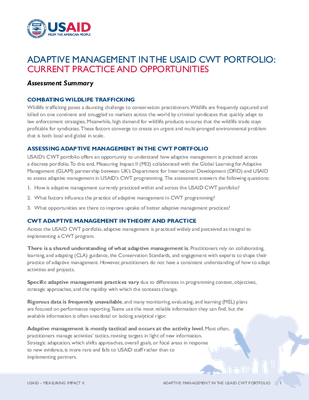 USAID
FROM THE AMERICAN PEOPLE
ADAPTIVE MANAGEMENT IN THE USAID CWT PORTFOLIO:
CURRENT PRACTICE AND OPPORTUNITIES
Assessment Summary
COMBATING WILDLIFE TRAFFICKING
Wildlife trafficking poses a daunting challenge to conservation practitioners. Wildlife are frequently captured and
killed on one continent and smuggled to markets across the world by criminal syndicates that quickly adapt to
law enforcement strategies. Meanwhile, high demand for wildlife products ensures that the wildlife trade stays
profitable for syndicates. These factors converge to create an urgent and multi-pronged environmental problem
that is both local and global in scale.
ASSESSING ADAPTIVE MANAGEMENT IN THE CWT PORTFOLIO
USAID's CWT portfolio offers an opportunity to understand how adaptive management is practiced across
a discrete portfolio. To this end, Measuring Impact II (MI2) collaborated with the Global Learning for Adaptive
Management (GLAM) partnership between UK's Department for International Development (DFID) and USAID
to assess adaptive management in USAID's CWT programming. The assessment answers the following questions:
1. How is adaptive management currently practiced within and across the USAID CWT portfolio?
2. What factors influence the practice of adaptive management in CWT programming?
3. What opportunities are there to improve uptake of better adaptive management practices?
CWT ADAPTIVE MANAGEMENT IN THEORY AND PRACTICE
Across the USAID CWT portfolio, adaptive management is practiced widely and perceived as integral to
implementing a CWT program.
There is a shared understanding of what adaptive management is. Practitioners rely on collaborating,
learning, and adapting (CLA) guidance, the Conservation Standards, and engagement with experts to shape their
practice of adaptive management. However, practitioners do not have a consistent understanding of how to adapt
activities and projects.
Specific adaptive management practices vary due to differences in programming context, objectives,
strategic approaches, and the rapidity with which the contexts change.
Rigorous data is frequently unavailable, and many monitoring, evaluating, and learning (MEL) plans
are focused on performance reporting. Teams use the most reliable information they can find, but the
available information is often anecdotal or lacking analytical rigor.
Adaptive management is mostly tactical and occurs at the activity level. Most often,
practitioners manage activities' tactics, revising targets in light of new information.
Strategic adaptation, which shifts approaches, overall goals, or focal areas in response
to new evidence, is more rare and falls to USAID staff rather than to
implementing partners.
USAID – MEASURING IMPACT II
ADAPTIVE MANAGEMENT IN THE USAID CWT PORTFOLIO | 1